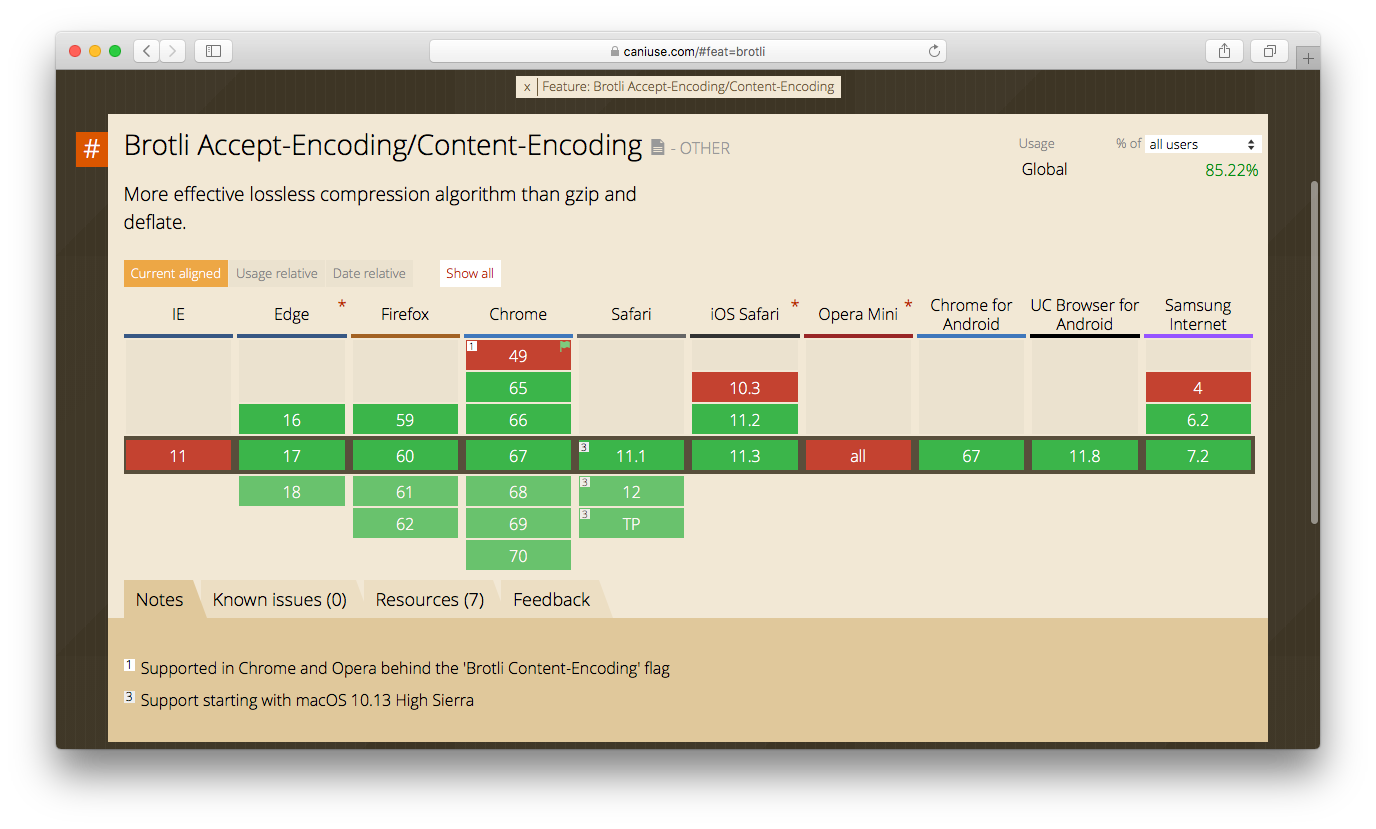 caniuse.com/#feat=brotli
x Feature: Brotli Accept-Encoding/Content-Encoding
# Brotli Accept-Encoding/Content-Encoding - OTHER
Usage % of all users
Global 85.22%
More effective lossless compression algorithm than gzip and
deflate.
Current aligned Usage relative Date relative Show all
IE Edge * Firefox Chrome Safari iOS Safari * Opera Mini * Chrome for Android UC Browser for Android Samsung Internet
1 49
65 10.3 4
16 59 66 11.2 6.2
11 17 60 67 3 11.1 11.3 all 67 11.8 7.2
18 61 68 3 12
62 69 3 TP
70
Notes Known issues (0) Resources (7) Feedback
1 Supported in Chrome and Opera behind the 'Brotli Content-Encoding' flag
3 Support starting with macOS 10.13 High Sierra